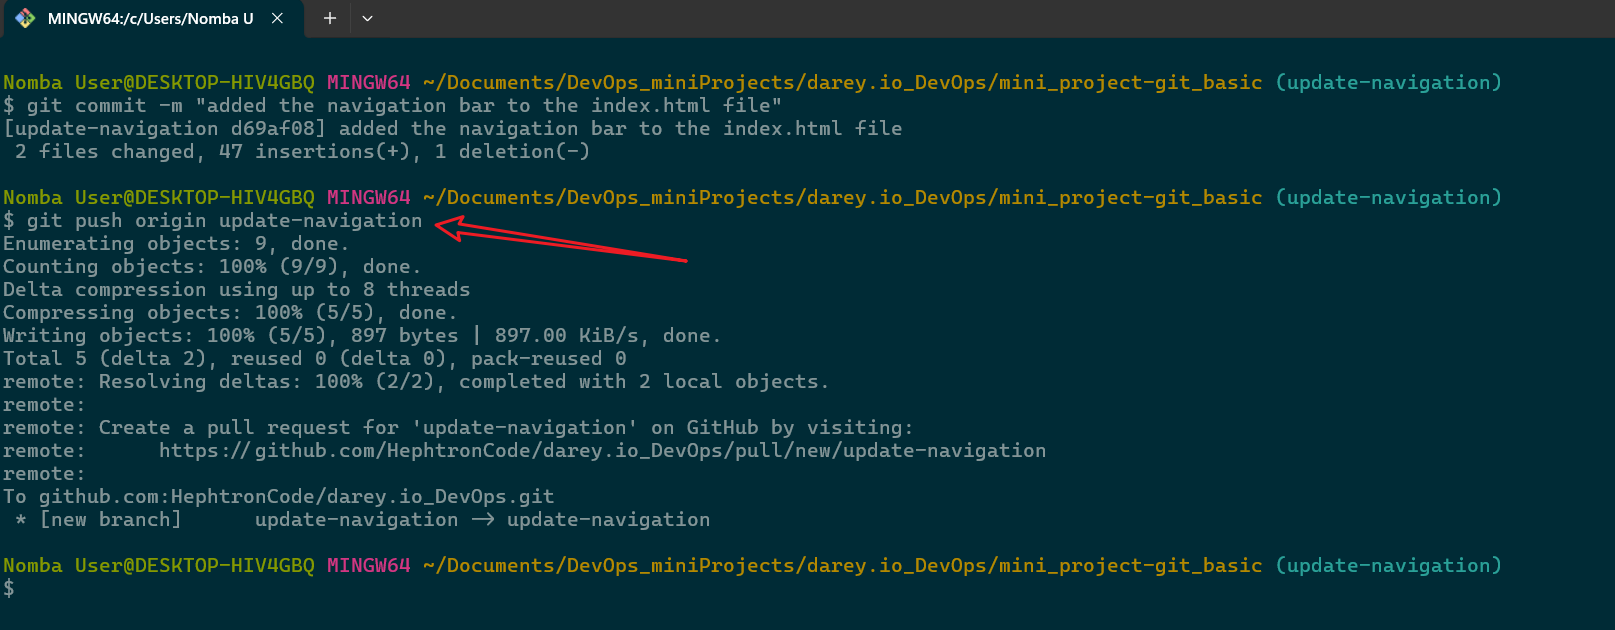 MINGW64:/c/Users/Nomba U
Nomba User@DESKTOP-HIV4GBQ MINGW64 ~/Documents/DevOps_miniProjects/darey.io_DevOps/mini_project-git_basic (update-navigation)
$ git commit -m "added the navigation bar to the index.html file"
[update-navigation d69af08] added the navigation bar to the index.html file
 2 files changed, 47 insertions(+), 1 deletion(-)
Nomba User@DESKTOP-HIV4GBQ MINGW64 ~/Documents/DevOps_miniProjects/darey.io_DevOps/mini_project-git_basic (update-navigation)
$ git push origin update-navigation
Enumerating objects: 9, done.
Counting objects: 100% (9/9), done.
Delta compression using up to 8 threads
Compressing objects: 100% (5/5), done.
Writing objects: 100% (5/5), 897 bytes | 897.00 KiB/s, done.
Total 5 (delta 2), reused 0 (delta 0), pack-reused 0
remote: Resolving deltas: 100% (2/2), completed with 2 local objects.
remote:
remote: Create a pull request for 'update-navigation' on GitHub by visiting:
remote:      https://github.com/HephtronCode/darey.io_DevOps/pull/new/update-navigation
remote:
To github.com:HephtronCode/darey.io_DevOps.git
 * [new branch]      update-navigation -> update-navigation
Nomba User@DESKTOP-HIV4GBQ MINGW64 ~/Documents/DevOps_miniProjects/darey.io_DevOps/mini_project-git_basic (update-navigation)
$